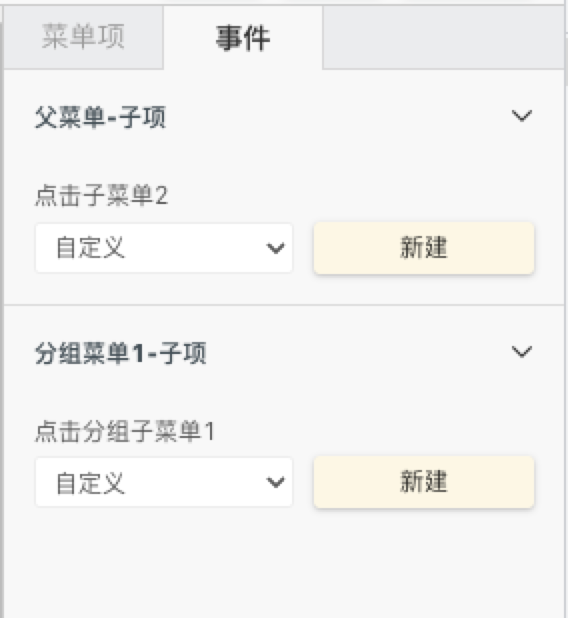 菜单项 事件
父菜单-子项
点击子菜单2
自定义 新建
分组菜单1-子项
点击分组子菜单1
自定义 新建